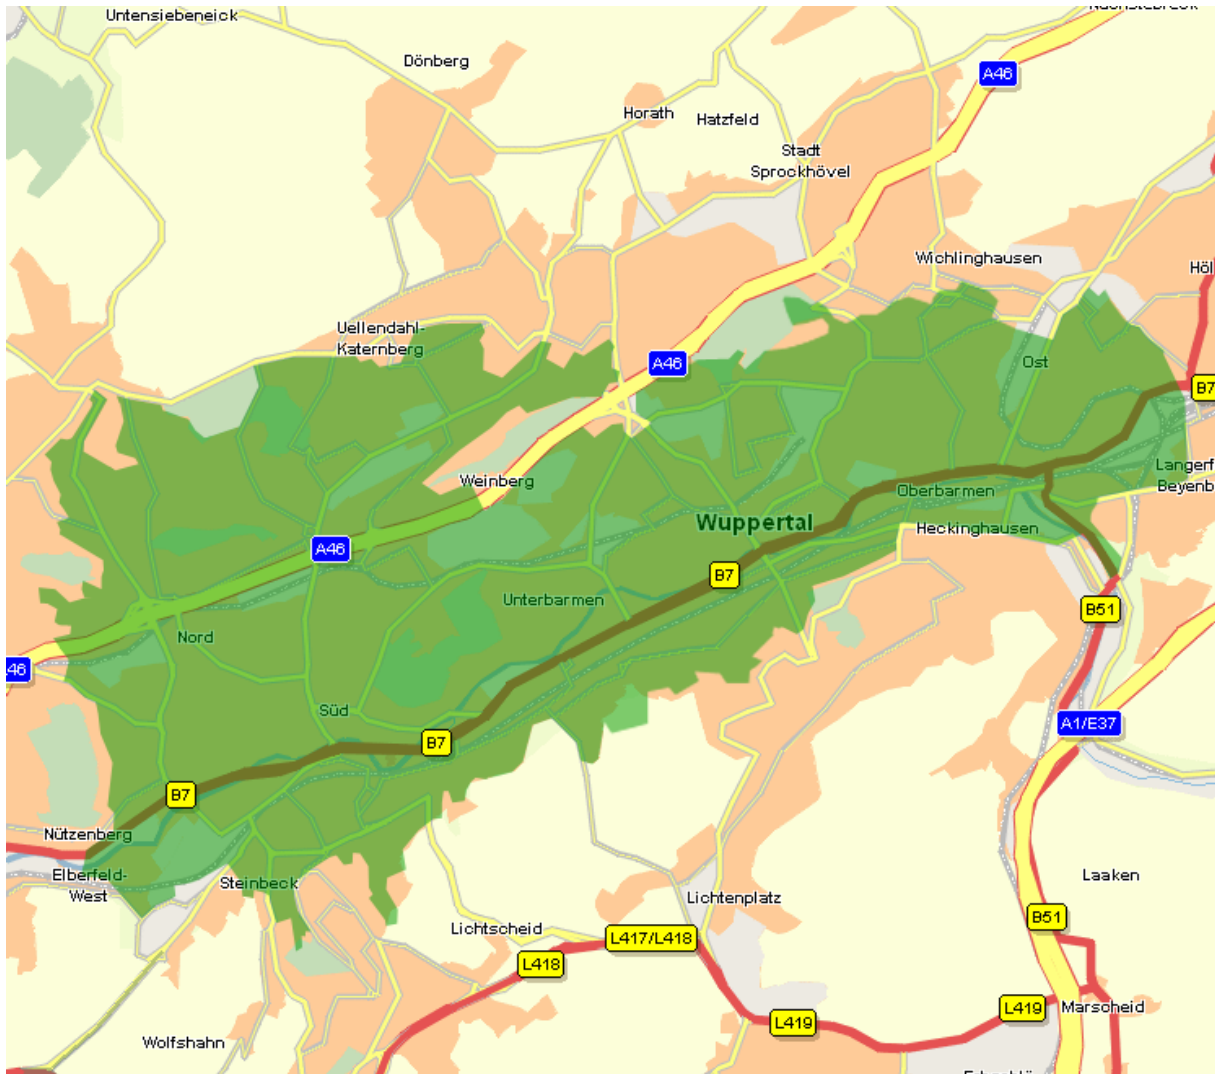 Untensiebeneick
Dönberg
A46
Horath
Hatzfeld
Stadt
Sprockhövel
Wichlinghausen
Uellendahl-
Katernberg
A46
Ost
B7
Weinberg
Oberbarmen
Wuppertal
Heckinghausen
A46
B7
Unterbarmen
B51
Nord
46
Süd
A1/E37
B7
B7
Nützenberg
Elberfeld-
West
Steinbeck
Laaken
Lichtenplatz
B51
Lichtscheid
L417/L418
L418
Marscheid
L419
L419
Wolfshahn